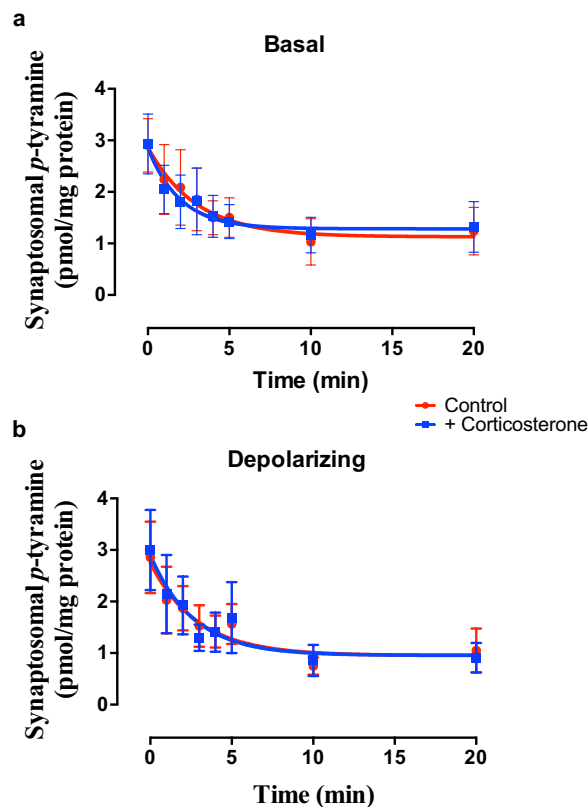 a
Basal
Synaptosomal p-tyramine
(pmol/mg protein)
4
3
2
1
0
0 5 10 15 20
Time (min)
Control
+ Corticosterone
b
Depolarizing
Synaptosomal p-tyramine
(pmol/mg protein)
4
3
2
1
0
0 5 10 15 20
Time (min)